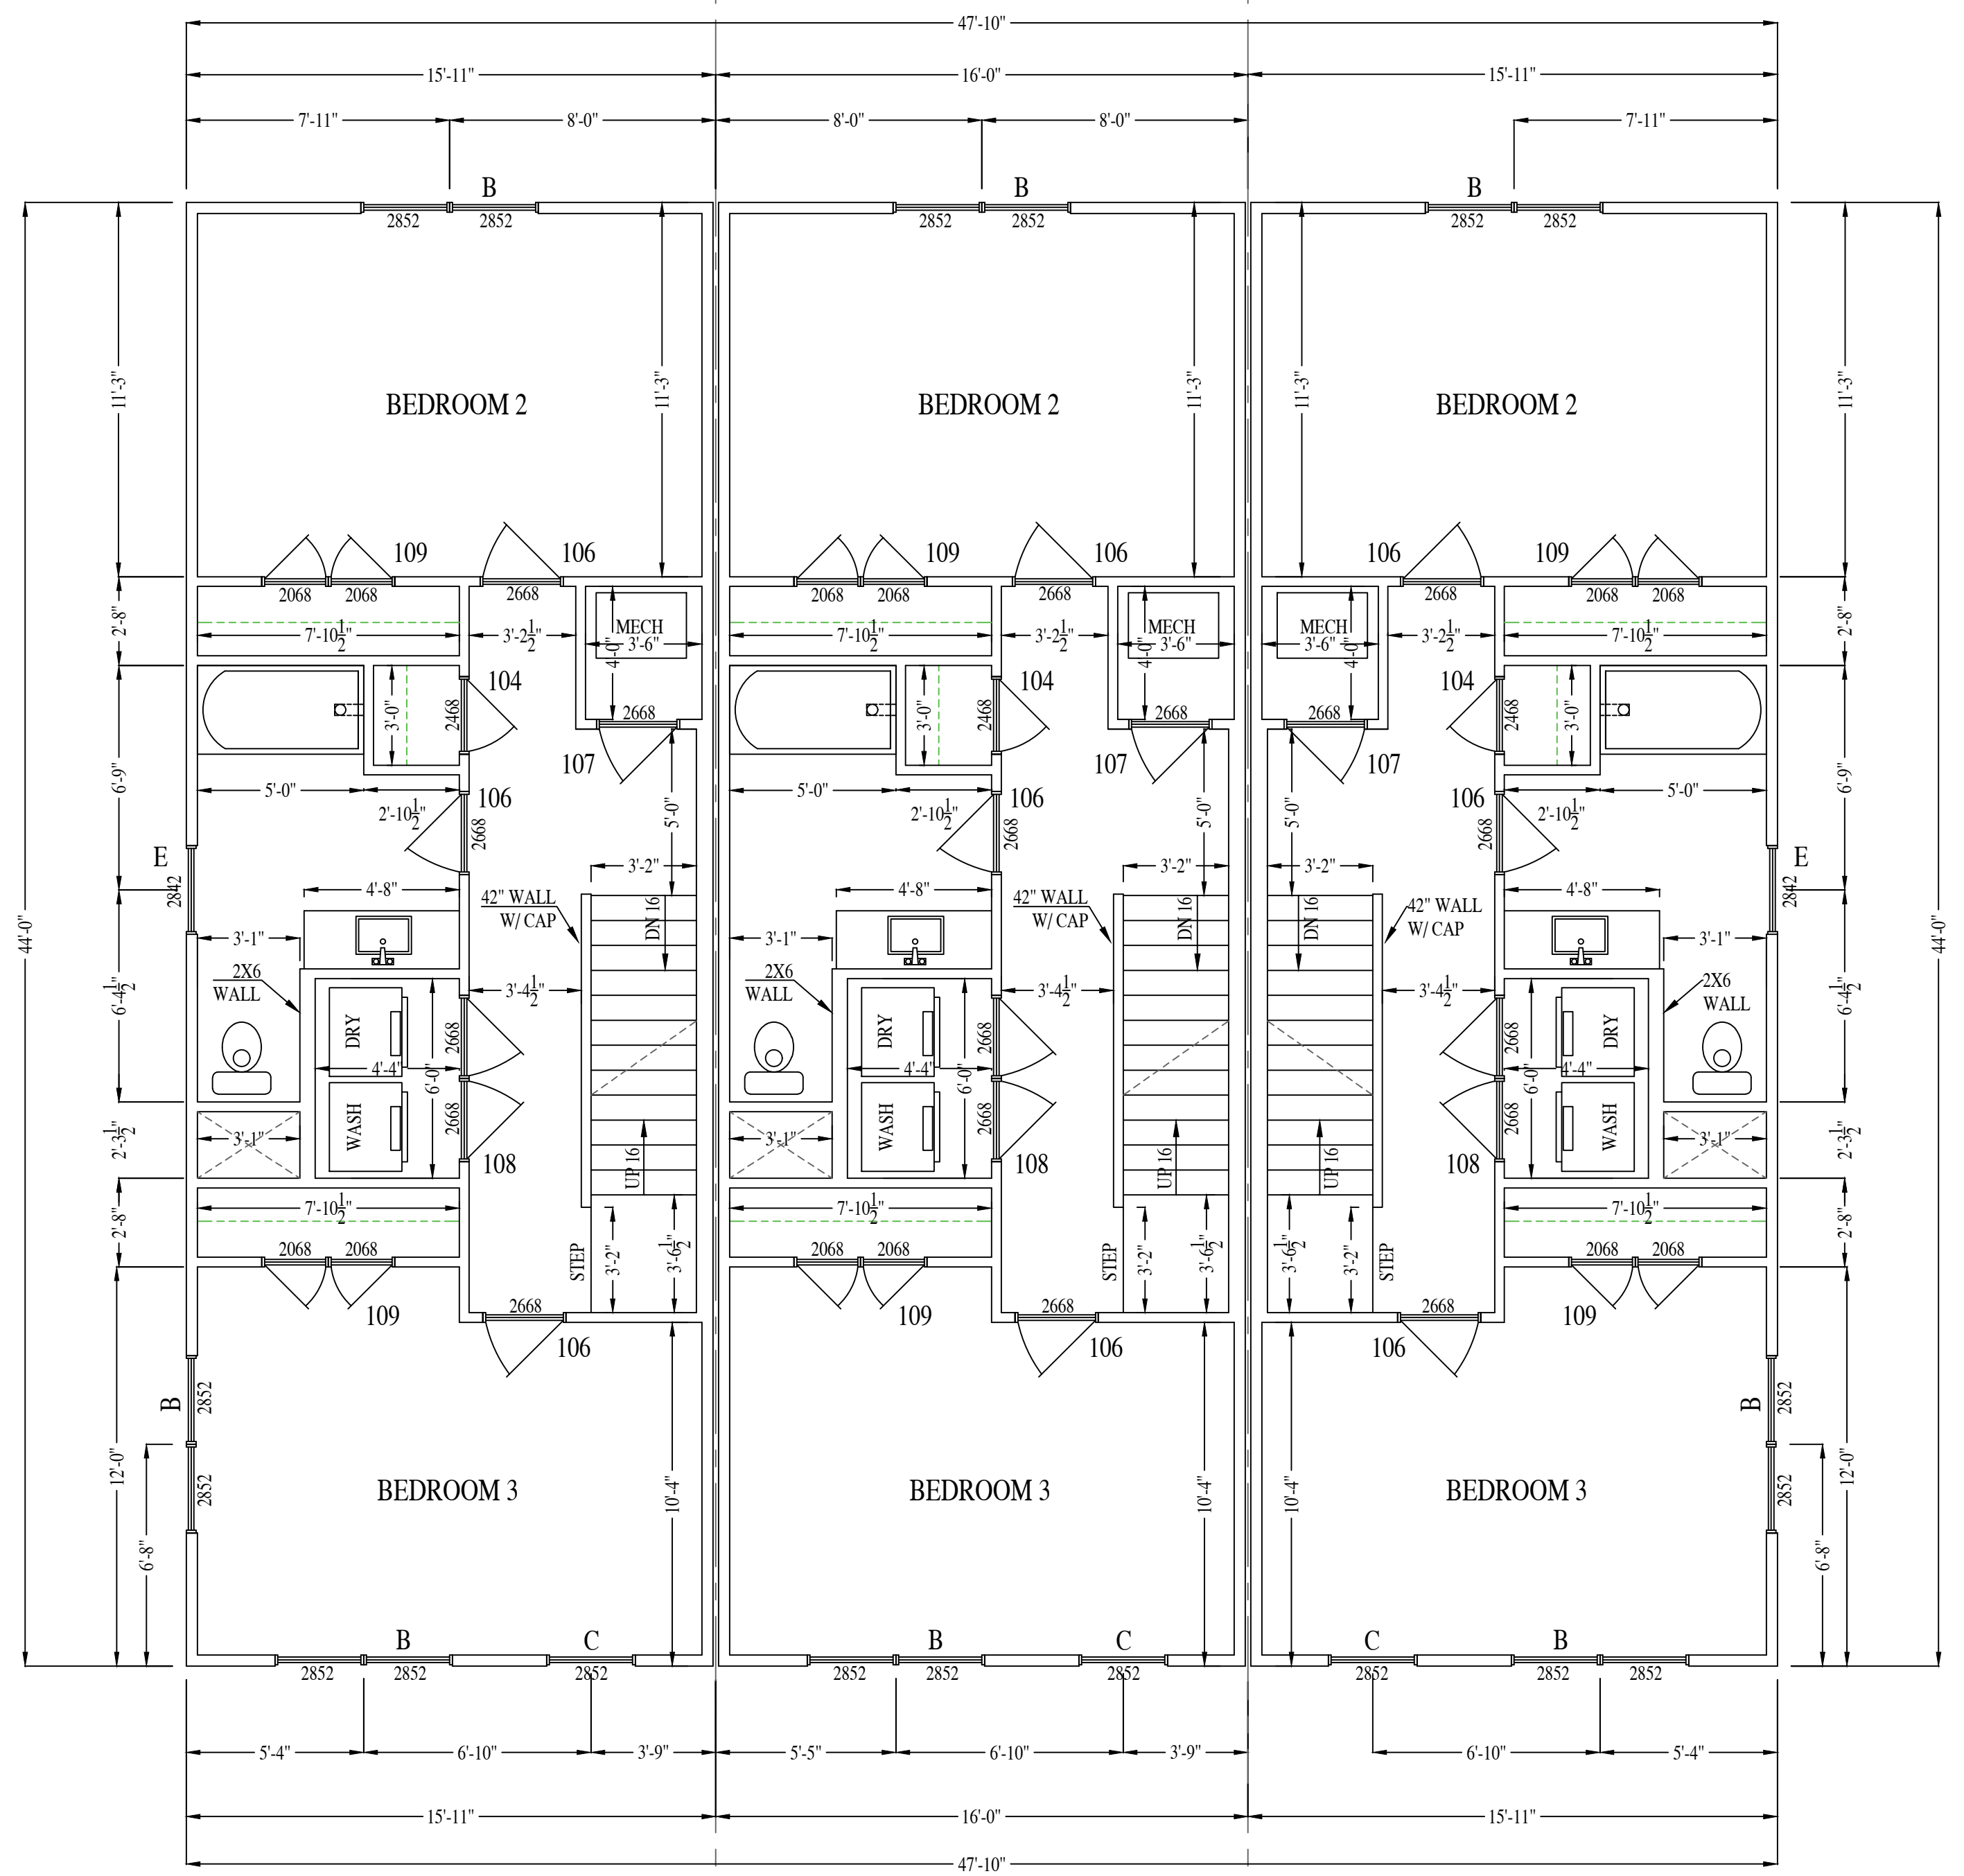 47'-10"
15'-11" 16'-0" 15'-11"
7'-11" 8'-0" 8'-0" 8'-0" 7'-11"
B B B
2852 2852 2852 2852 2852 2852
11'-3" 11'-3" 11'-3" 11'-3" 11'-3"
BEDROOM 2 BEDROOM 2 BEDROOM 2
109 106 109 106 106 109
2068 2068 2668 2068 2068 2668 2668 2068 2068
2'-8" MECH MECH MECH 2'-8"
7'-10 1/2" 3'-2 1/2" 3'-6" 7'-10 1/2" 3'-2 1/2" 3'-6" 3'-6" 3'-2 1/2" 7'-10 1/2"
4'-0" 4'-0" 4'-0"
104 104 104
3'-0" 2468 2668 3'-0" 2468 2668 2668 2468 3'-0"
107 107 107
6'-9" 6'-9"
5'-0" 106 5'-0" 106 106 5'-0"
2'-10 1/2" 2'-10 1/2" 2'-10 1/2"
2668 5'-0" 2668 5'-0" 5'-0" 2668
E E
3'-2" 3'-2" 3'-2"
2842 4'-8" 4'-8" 4'-8" 2842
42" WALL 42" WALL 42" WALL
W/ CAP W/ CAP W/ CAP
DN 16 DN 16 DN 16
44'-0" 44'-0"
3'-1" 3'-1" 3'-1"
2X6 2X6 2X6
WALL WALL WALL
3'-4 1/2" 3'-4 1/2" 3'-4 1/2"
6'-4 1/2" 6'-4 1/2"
DRY 2668 DRY 2668 2668 DRY
4'-4" 6'-0" 4'-4" 6'-0" 6'-0" 4'-4"
WASH 2668 WASH 2668 2668 WASH
2'-3 1/2" 3'-1" 3'-1" 3'-1" 2'-3 1/2"
108 UP 16 108 UP 16 UP 16 108
2'-8" 7'-10 1/2" 7'-10 1/2" 7'-10 1/2" 2'-8"
2068 2068 2068 2068 2068 2068
STEP 3'-2" 3'-6 1/2" STEP 3'-2" 3'-6 1/2" 3'-6 1/2" 3'-2" STEP
2668 2668 2668
109 109 109
106 106 106
B 2852 2852 B
12'-0" 12'-0"
BEDROOM 3 BEDROOM 3 BEDROOM 3
2852 10'-4" 10'-4" 10'-4" 2852
6'-8" 6'-8"
B C B C C B
2852 2852 2852 2852 2852 2852 2852 2852 2852
5'-4" 6'-10" 3'-9" 5'-5" 6'-10" 3'-9" 6'-10" 5'-4"
15'-11" 16'-0" 15'-11"
47'-10"